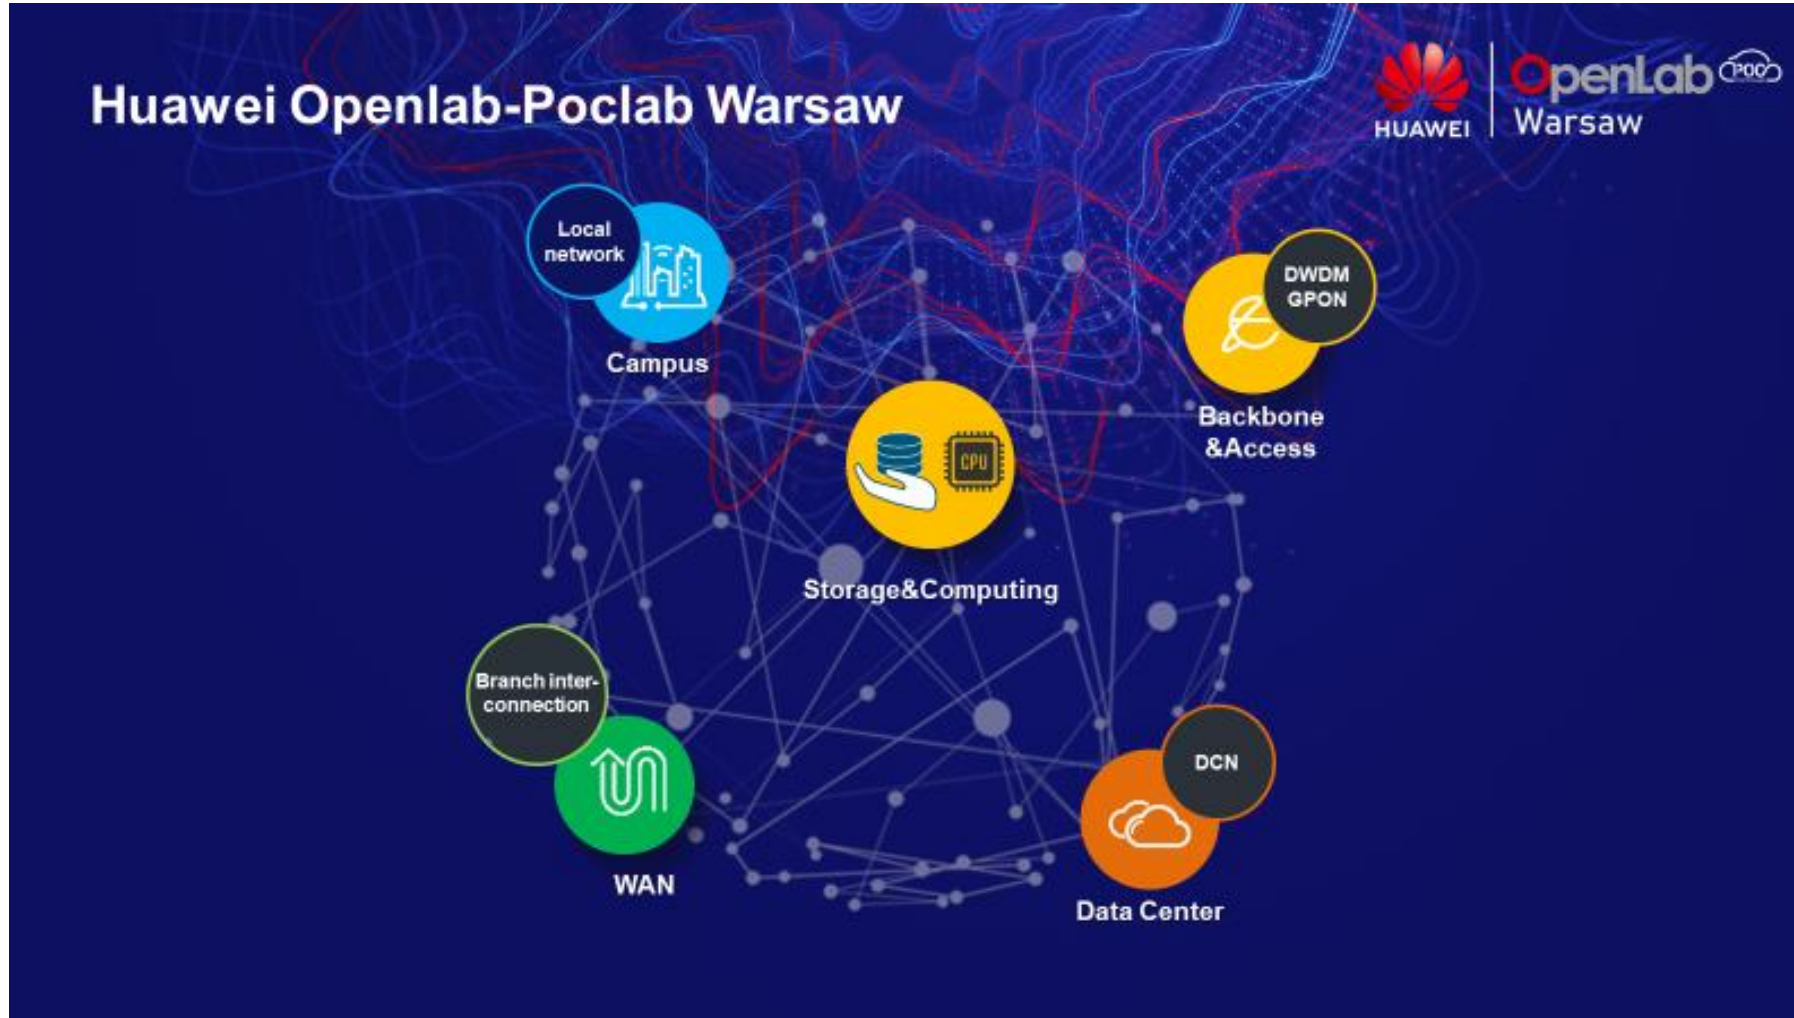 Huawei Openlab-Poclab Warsaw
HUAWEI
OpenLab
POC
Warsaw
Local
network
Campus
DWDM
GPON
Backbone
&Access
CPU
Storage&Computing
Branch inter-
connection
WAN
DCN
Data Center